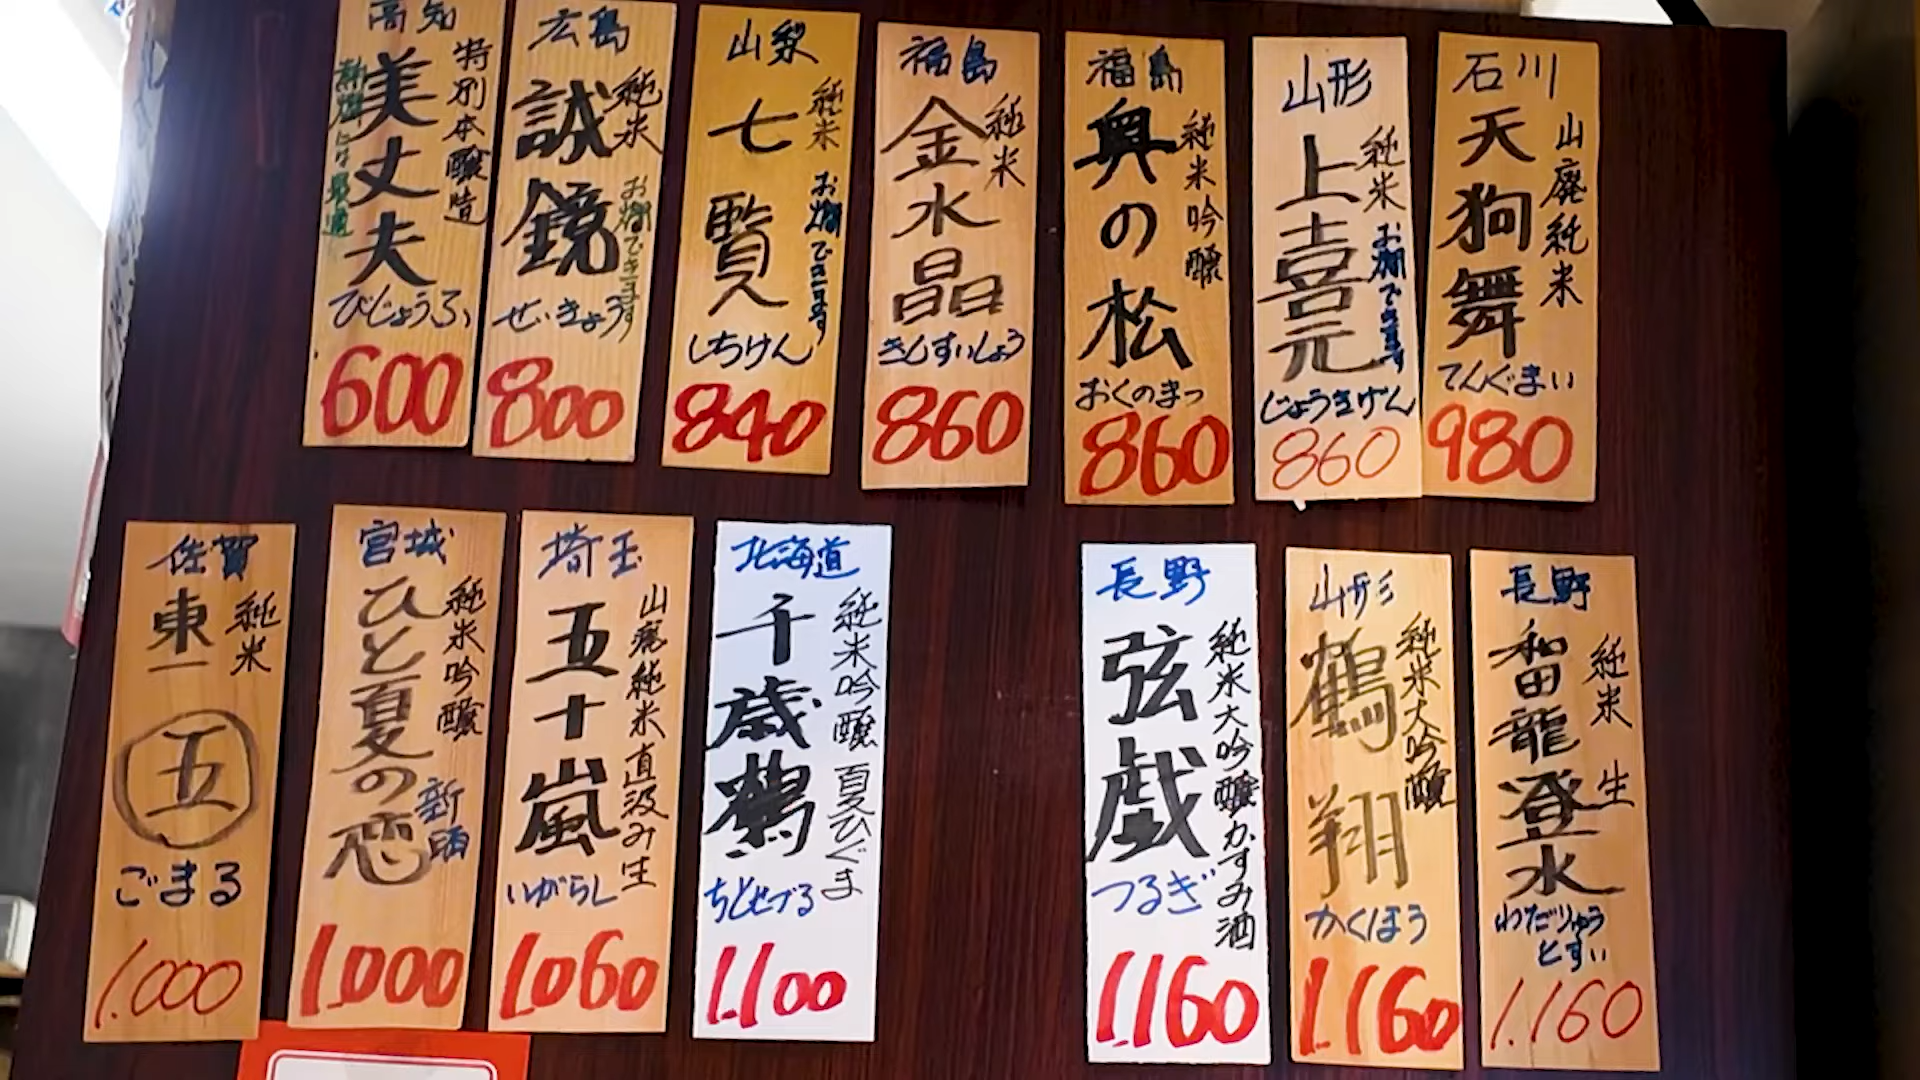 高知
美丈夫
特別本醸造
熱燗には最適
びじょうふ
600
広島
誠鏡
純米
お燗できます
せいきょう
800
山梨
七賢
純米
お燗できます
しちけん
840
福島
金水晶
純米
きんすいしょう
860
福島
奥の松
純米吟醸
おくのまつ
860
山形
上喜元
純米
お燗できます
じょうきげん
860
石川
天狗舞
山廃純米
てんぐまい
980
佐賀
東一
純米
五
ごまる
1.000
宮城
ひと夏の恋
純米吟醸
1.000
埼玉
五十嵐
山廃純米直汲み生
いがらし
1.060
北海道
千歳鶴
純米吟醸 夏ひぐま
ちとせづる
1.100
長野
弦戯
純米大吟醸かすみ酒
つるぎ
1.160
山形
鶴翔
純米大吟醸
かくほう
1.160
長野
和田龍登水
純米 生
わだりゅう
とすい
1.160